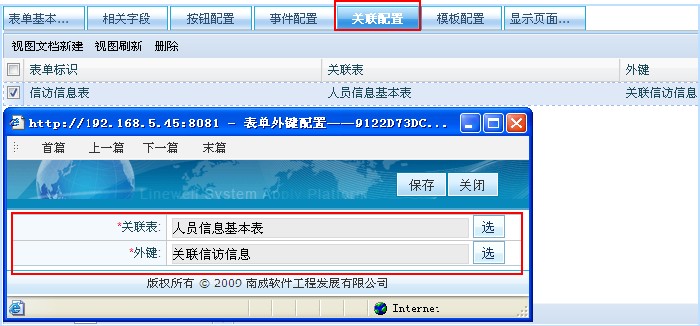 表单基本... 相关字段 按钮配置 事件配置 关联配置 模板配置 显示页面...
视图文档新建 视图刷新 删除
表单标识 关联表 外键
信访信息表 人员信息基本表 关联信访信息
http://192.168.5.45:8081 - 表单外键配置——9122D73DC...
首篇 上一篇 下一篇 末篇
Linewell System Apply Platform
保存 关闭
*关联表: 人员信息基本表 选
*外键: 关联信访信息 选
版权所有 © 2009 南威软件工程发展有限公司
Internet